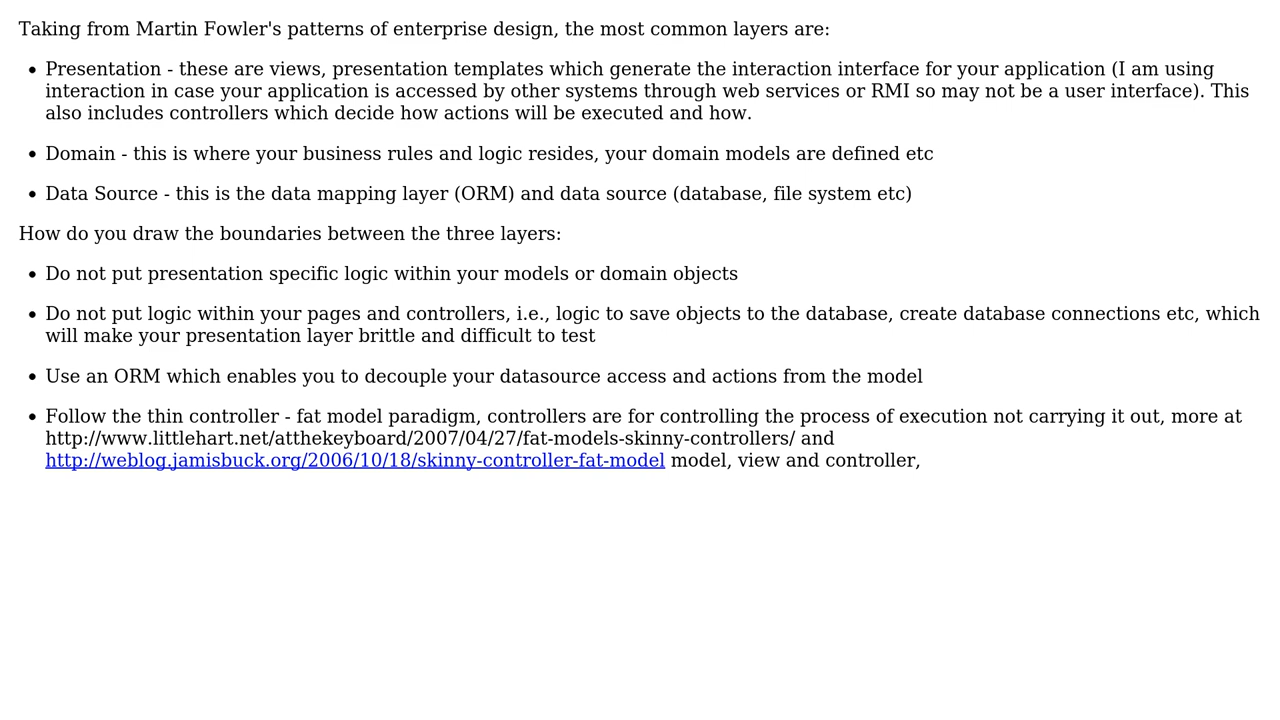 Taking from Martin Fowler's patterns of enterprise design, the most common layers are:
• Presentation - these are views, presentation templates which generate the interaction interface for your application (I am using
interaction in case your application is accessed by other systems through web services or RMI so may not be a user interface). This
also includes controllers which decide how actions will be executed and how.
• Domain - this is where your business rules and logic resides, your domain models are defined etc
• Data Source - this is the data mapping layer (ORM) and data source (database, file system etc)
How do you draw the boundaries between the three layers:
• Do not put presentation specific logic within your models or domain objects
• Do not put logic within your pages and controllers, i.e., logic to save objects to the database, create database connections etc, which
will make your presentation layer brittle and difficult to test
• Use an ORM which enables you to decouple your datasource access and actions from the model
• Follow the thin controller - fat model paradigm, controllers are for controlling the process of execution not carrying it out, more at
http://www.littlehart.net/atthekeyboard/2007/04/27/fat-models-skinny-controllers/ and
http://weblog.jamisbuck.org/2006/10/18/skinny-controller-fat-model model, view and controller,